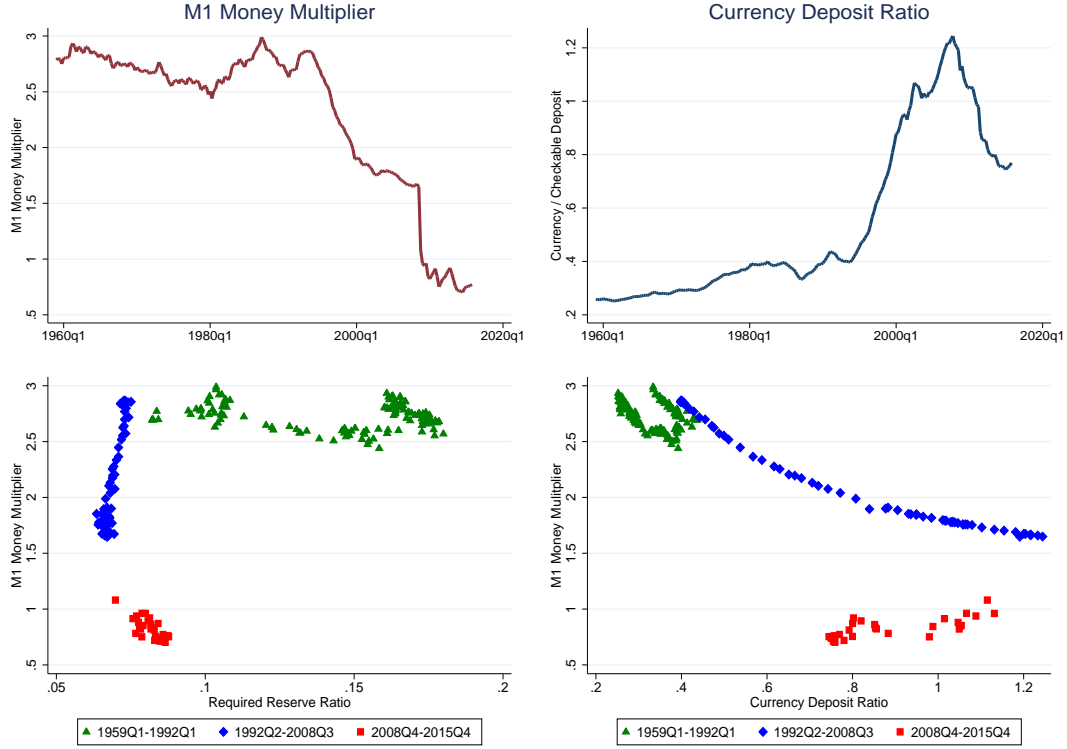 M1 Money Multiplier
M1 Money Mulitplier
3
2.5
2
1.5
1
.5
1960q1
1980q1
2000q1
2020q1
Currency Deposit Ratio
Currency / Checkable Deposit
1.2
1
.8
.6
.4
.2
1960q1
1980q1
2000q1
2020q1
M1 Money Mulitplier
3
2.5
2
1.5
1
.5
.05
.1
.15
.2
Required Reserve Ratio
1959Q1-1992Q1
1992Q2-2008Q3
2008Q4-2015Q4
M1 Money Mulitplier
3
2.5
2
1.5
1
.5
.2
.4
.6
.8
1
1.2
Currency Deposit Ratio
1959Q1-1992Q1
1992Q2-2008Q3
2008Q4-2015Q4